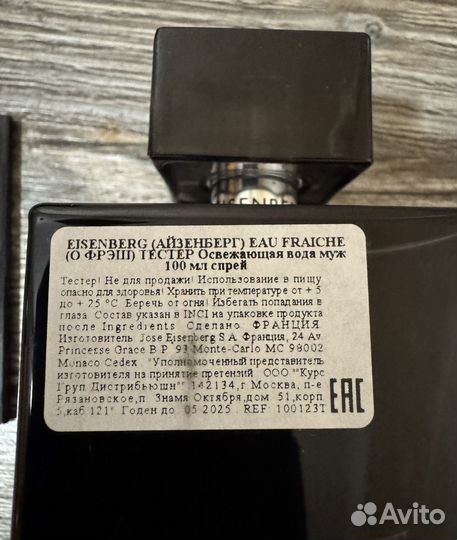 EISENBERG (АЙЗЕНБЕРГ) EAU FRAICHE
(О ФРЭШ) ТЕСТЕР Освежающая вода муж
100 мл спрей
Тестер! Не для продажи! Использование в пищу
опасно для здоровья! Хранить при температуре от + 5
до + 25 °C Беречь от огня! Избегать попадания в
глаза. Состав указан в INCI на упаковке продукта
после Ingredients Сделано ФРАНЦИЯ
Изготовитель Jose Eisenberg S.A. Франция, 24 Av
Princesse Grace B P 93 Monte-Carlo MC 98002
Monaco Cedex "Уполномоченный представитель
изготовителя на принятие претензий ООО ""Курс
Груп Дистрибьюшн"" 142134, г Москва, п-е
Рязановское,п Знамя Октября,дом 51,корп
5,каб 121" Годен до 05 2025 REF 100123T
EAC
Avito